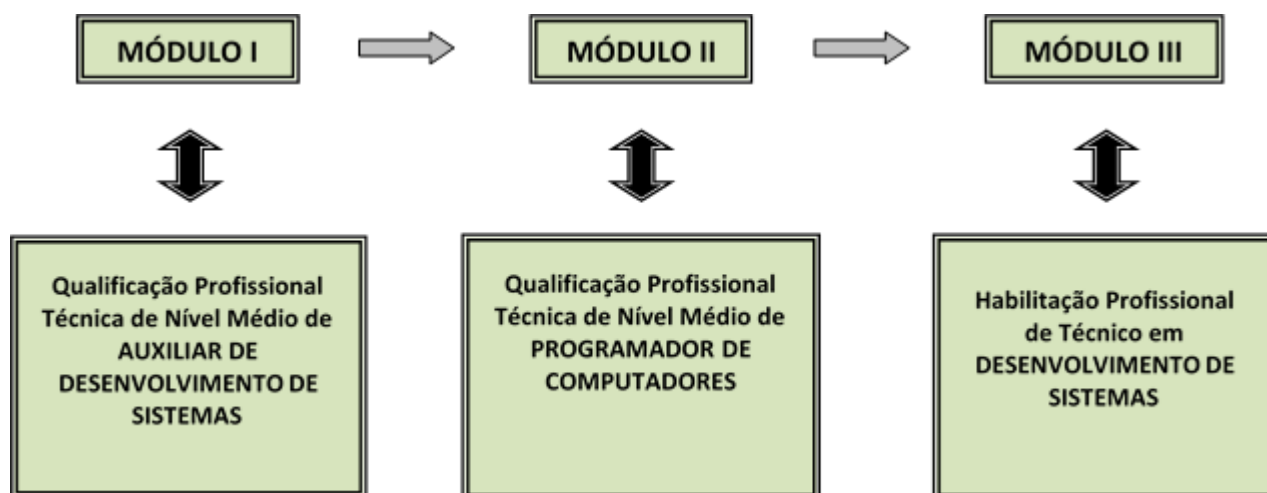 MÓDULO I
MÓDULO II
MÓDULO III
Qualificação Profissional
Técnica de Nível Médio de
AUXILIAR DE
DESENVOLVIMENTO DE
SISTEMAS
Qualificação Profissional
Técnica de Nível Médio de
PROGRAMADOR DE
COMPUTADORES
Habilitação Profissional
de Técnico em
DESENVOLVIMENTO DE
SISTEMAS